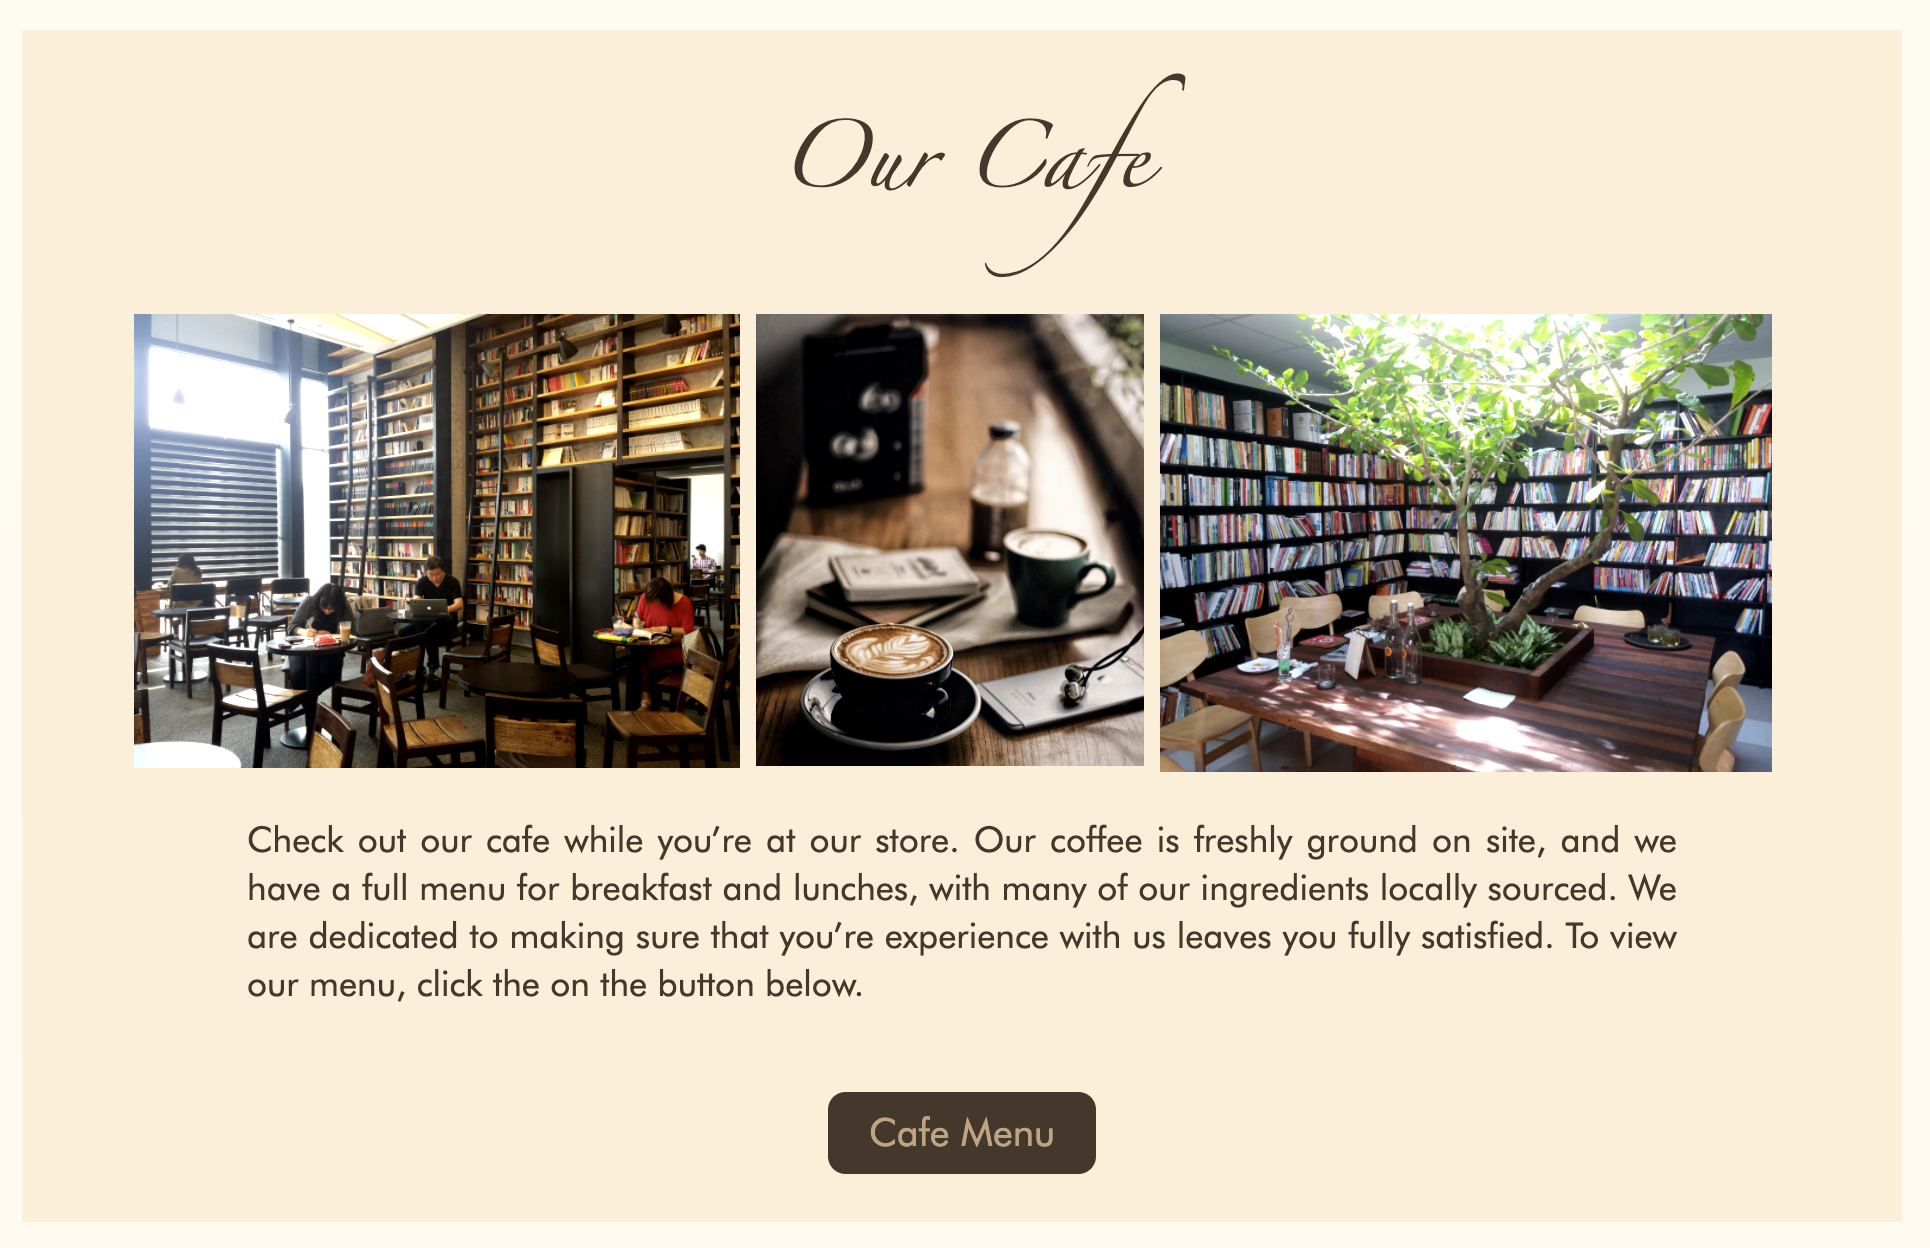 Our Cafe
Check out our cafe while you’re at our store. Our coffee is freshly ground on site, and we
have a full menu for breakfast and lunches, with many of our ingredients locally sourced. We
are dedicated to making sure that you’re experience with us leaves you fully satisfied. To view
our menu, click the on the button below.
Cafe Menu